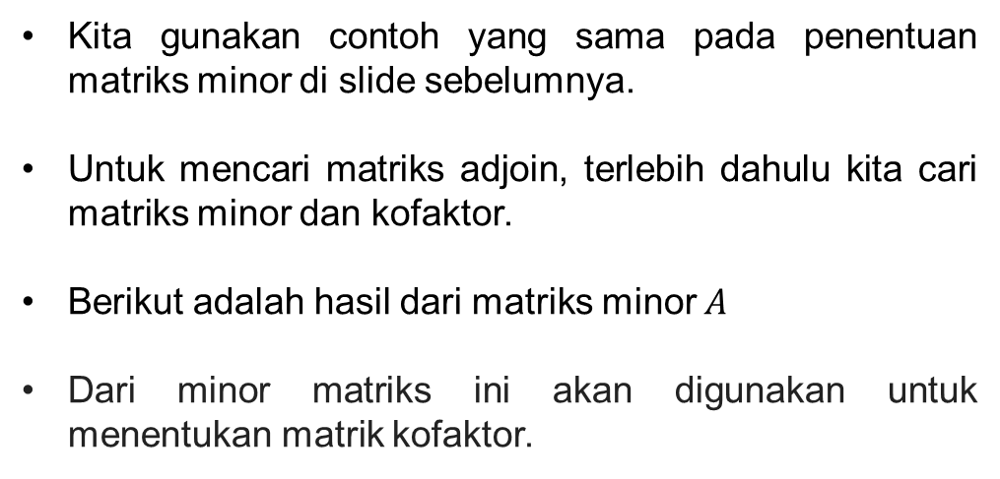 • Kita gunakan contoh yang sama pada penentuan
matriks minor di slide sebelumnya.
• Untuk mencari matriks adjoin, terlebih dahulu kita cari
matriks minor dan kofaktor.
• Berikut adalah hasil dari matriks minor A
• Dari minor matriks ini akan digunakan untuk
menentukan matrik kofaktor.